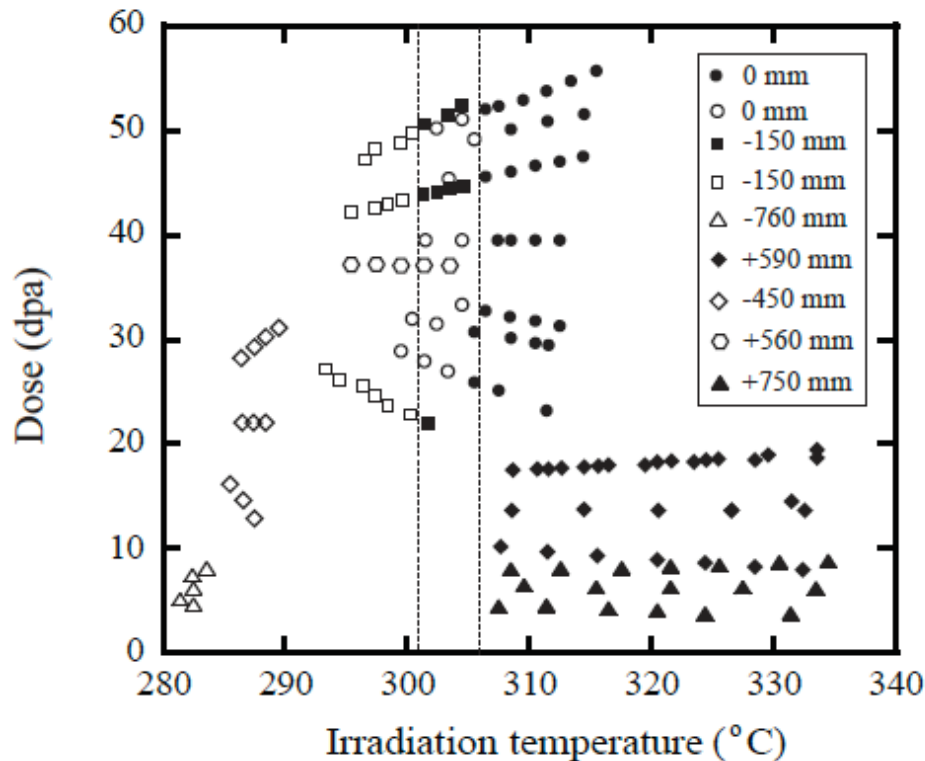 60
50
40
30
20
10
0
Dose (dpa)
0 mm
0 mm
-150 mm
-150 mm
-760 mm
+590 mm
-450 mm
+560 mm
+750 mm
280 290 300 310 320 330 340
Irradiation temperature (°C)